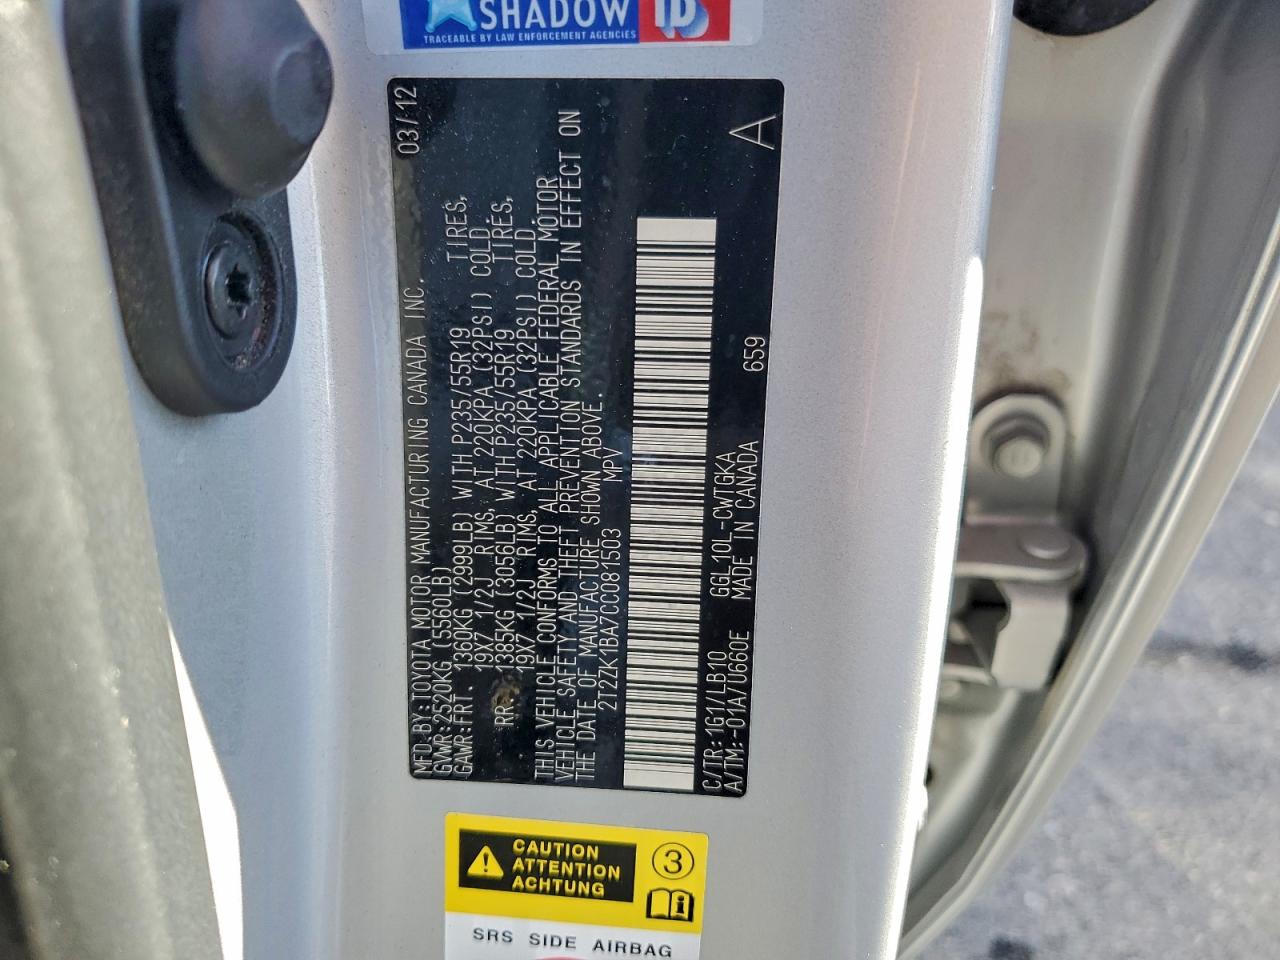 SHADOW
ID
TRACEABLE BY LAW ENFORCEMENT AGENCIES
MFD.BY:TOYOTA MOTOR MANUFACTURING CANADA INC. 03/12
GVWR:2520KG (5560LB)
GAWR:FRT. 1360KG (2999LB) WITH P235/55R19 TIRES,
19X7 1/2J RIMS, AT 220KPA (32PSI) COLD.
RR. 1385KG (3056LB) WITH P235/55R19 TIRES,
19X7 1/2J RIMS, AT 220KPA (32PSI) COLD.
THIS VEHICLE CONFORMS TO ALL APPLICABLE FEDERAL MOTOR
VEHICLE SAFETY AND THEFT PREVENTION STANDARDS IN EFFECT ON
THE DATE OF MANUFACTURE SHOWN ABOVE.
2T2ZK1BA7CC081503 MPV
C/TR:1G1/LB10 GGL10L-CWTGKA
A/TM:-01A/U660E MADE IN CANADA 659 A
CAUTION
ATTENTION
ACHTUNG
3
SRS SIDE AIRBAG